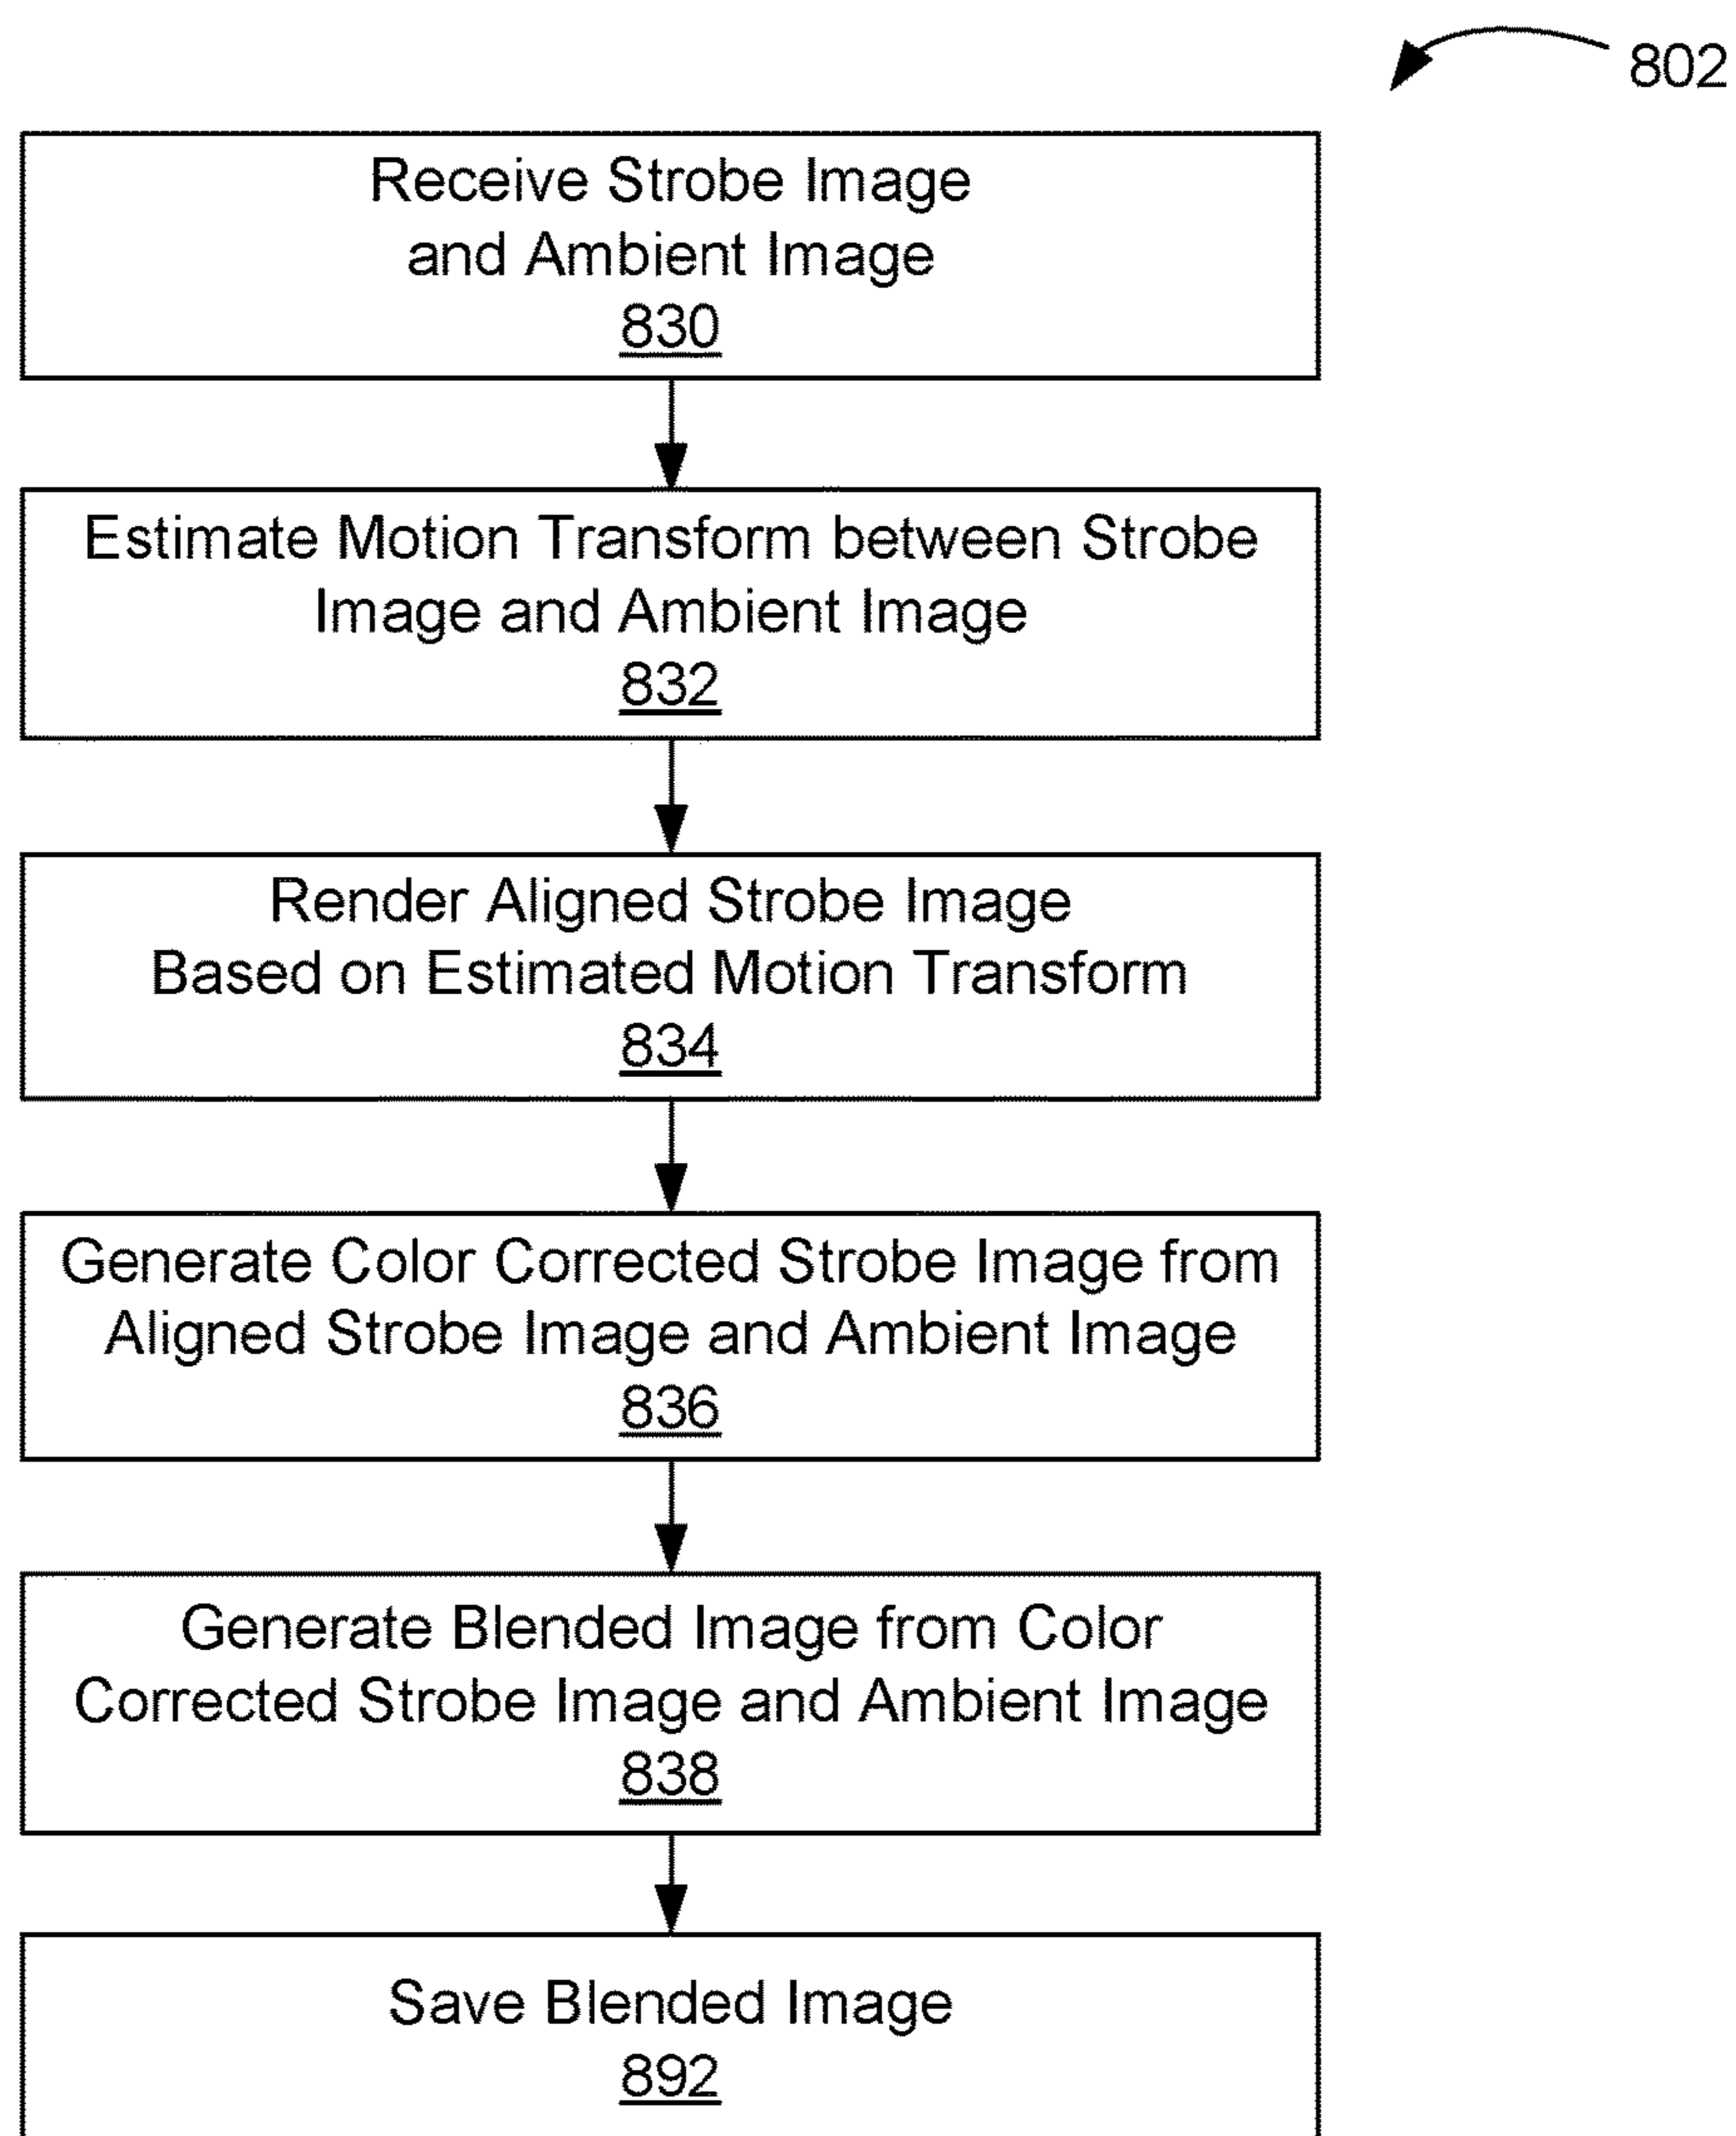 802
Receive Strobe Image
and Ambient Image
830
Estimate Motion Transform between Strobe
Image and Ambient Image
832
Render Aligned Strobe Image
Based on Estimated Motion Transform
834
Generate Color Corrected Strobe Image from
Aligned Strobe Image and Ambient Image
836
Generate Blended Image from Color
Corrected Strobe Image and Ambient Image
838
Save Blended Image
892